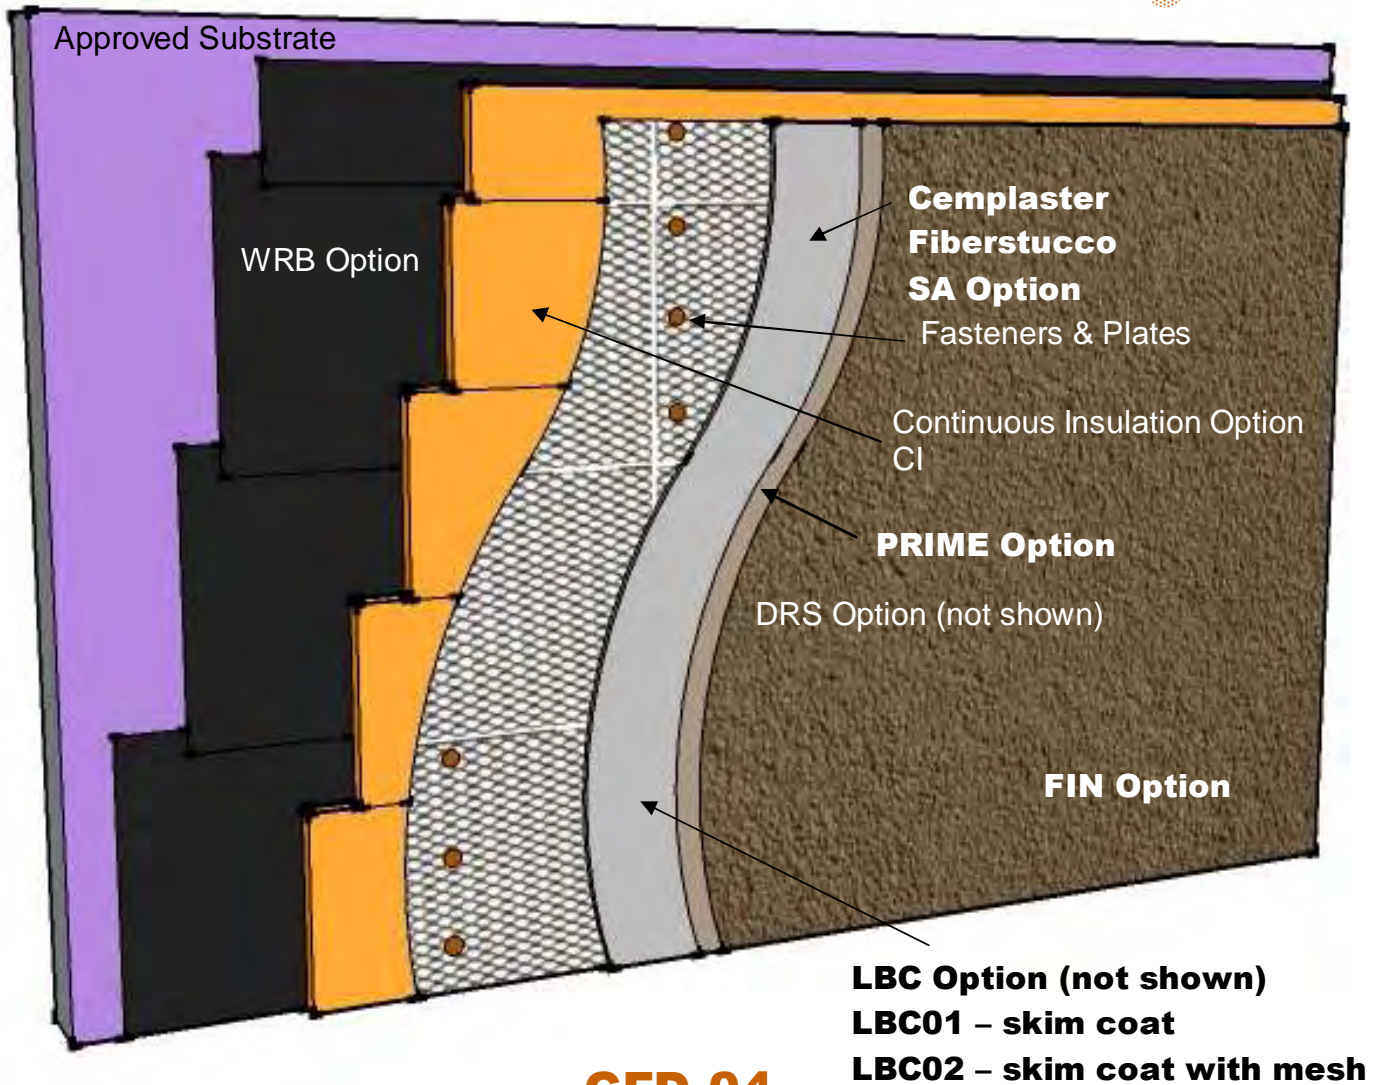 Approved Substrate
WRB Option
Cemplaster
Fiberstucco
SA Option
Fasteners & Plates
Continuous Insulation Option
CI
PRIME Option
DRS Option (not shown)
FIN Option
LBC Option (not shown)
LBC01 – skim coat
LBC02 – skim coat with mesh